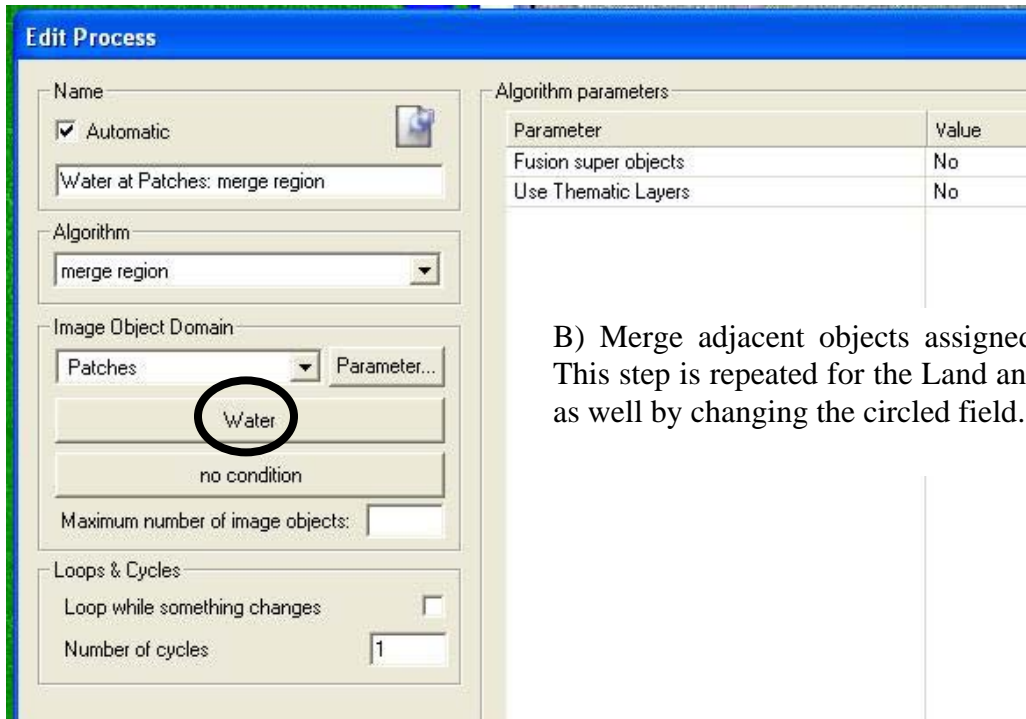 Edit Process
Name
Automatic
Water at Patches: merge region
Algorithm
merge region
Image Object Domain
Patches
Parameter...
Water
no condition
Maximum number of image objects:
Loops & Cycles
Loop while something changes
Number of cycles 1
Algorithm parameters
Parameter Value
Fusion super objects No
Use Thematic Layers No
B) Merge adjacent objects assigned
This step is repeated for the Land an
as well by changing the circled field.